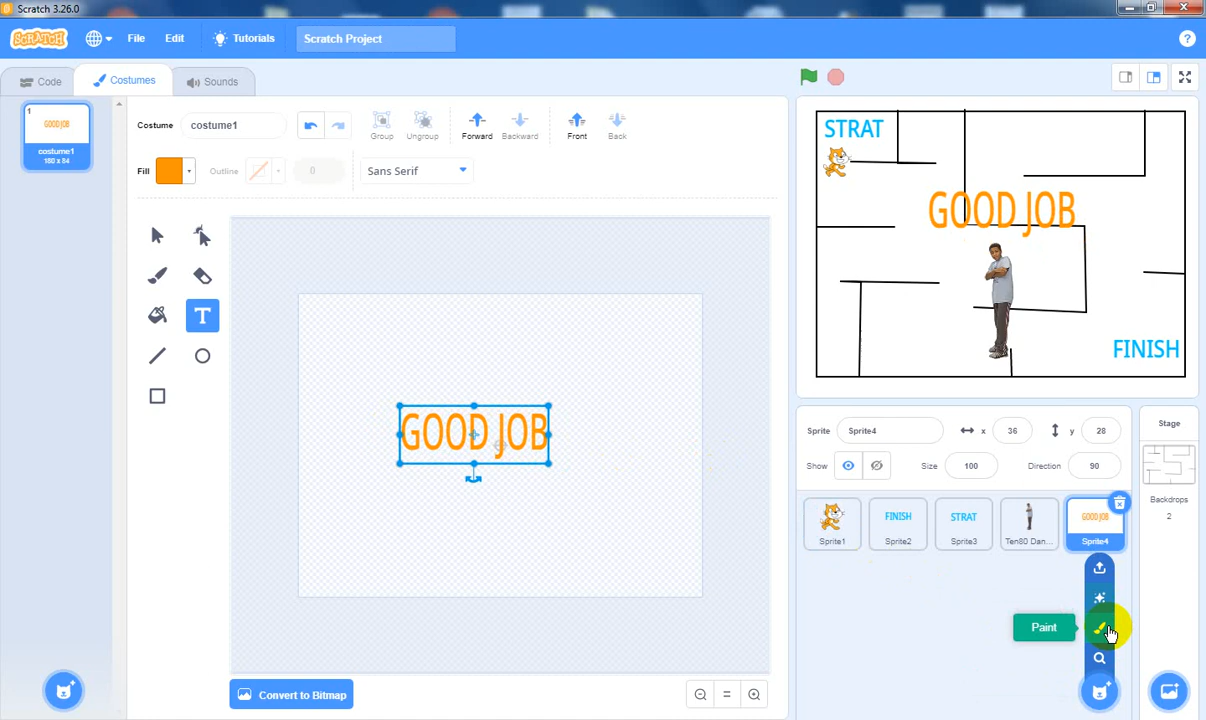 Scratch 3.26.0
SCRATCH File Edit Tutorials Scratch Project ?
Code Costumes Sounds
1
GOOD JOB
costume1
180 x 84
Costume costume1 Group Ungroup Forward Backward Front Back
Fill Outline 0 Sans Serif
GOOD JOB
Convert to Bitmap
STRAT
GOOD JOB
FINISH
Sprite Sprite4 x 36 y 28
Show Size 100 Direction 90
Sprite1
FINISH
Sprite2
STRAT
Sprite3
Ten80 Dan...
GOOD JOB
Sprite4
Paint
Stage
Backdrops
2